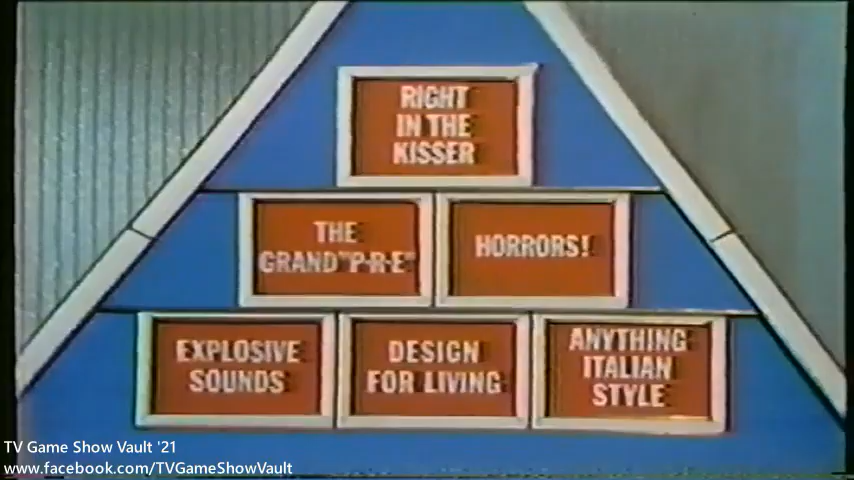 RIGHT
IN THE
KISSER
THE
GRAND"P-R-E"
HORRORS!
EXPLOSIVE
SOUNDS
DESIGN
FOR LIVING
ANYTHING
ITALIAN
STYLE
TV Game Show Vault '21
www.facebook.com/TVGameShowVault